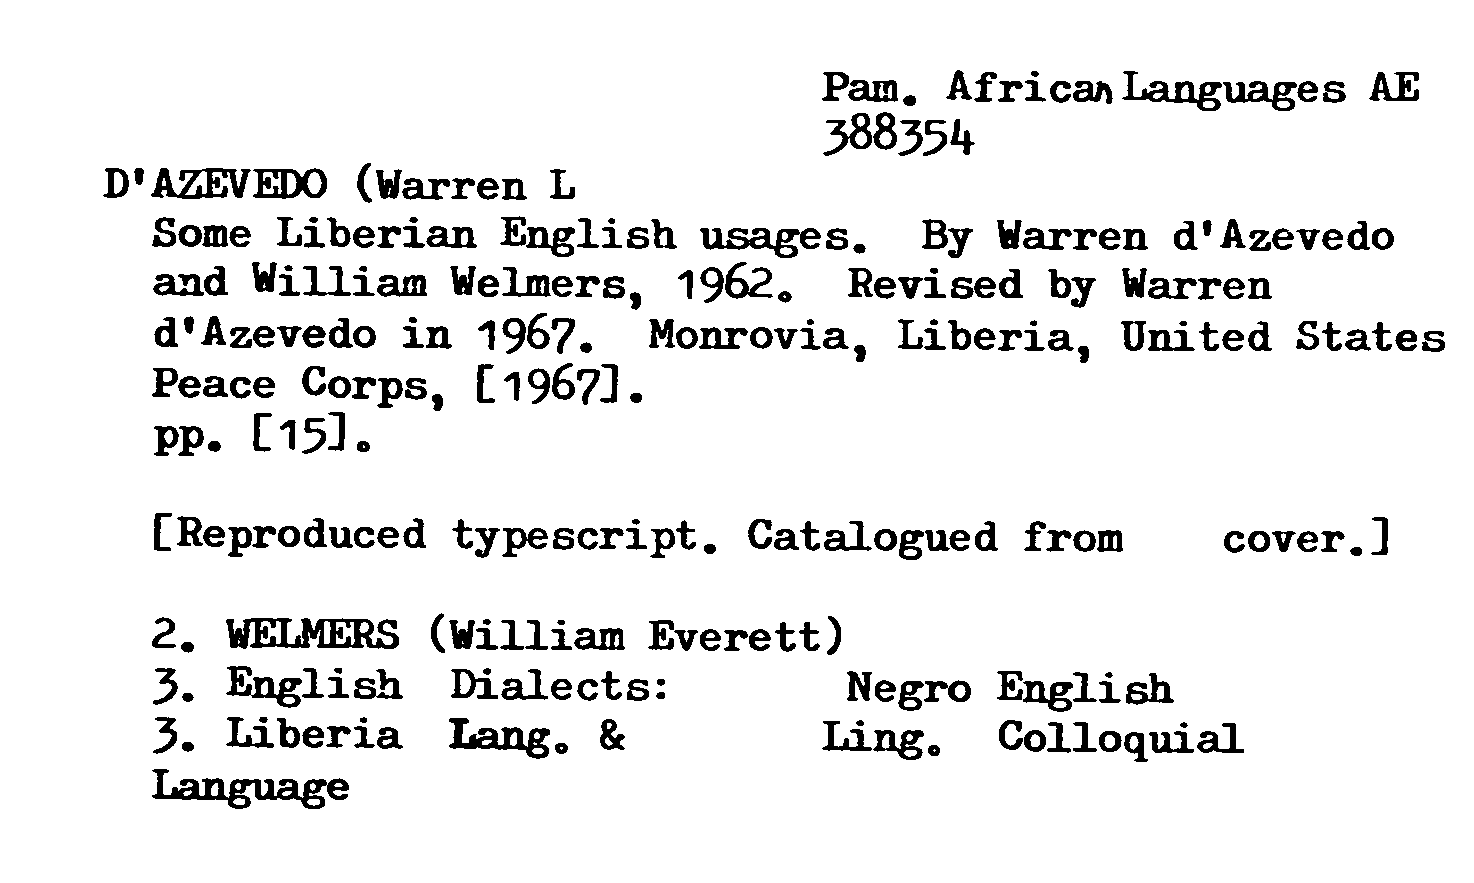 Pam. African Languages AE
388354
D'AZEVEDO (Warren L
Some Liberian English usages. By Warren d'Azevedo
and William Welmers, 1962. Revised by Warren
d'Azevedo in 1967. Monrovia, Liberia, United States
Peace Corps, [1967].
pp. [15].
[Reproduced typescript. Catalogued from cover.]
2. WELMERS (William Everett)
3. English Dialects: Negro English
3. Liberia Lang. & Ling. Colloquial
Language